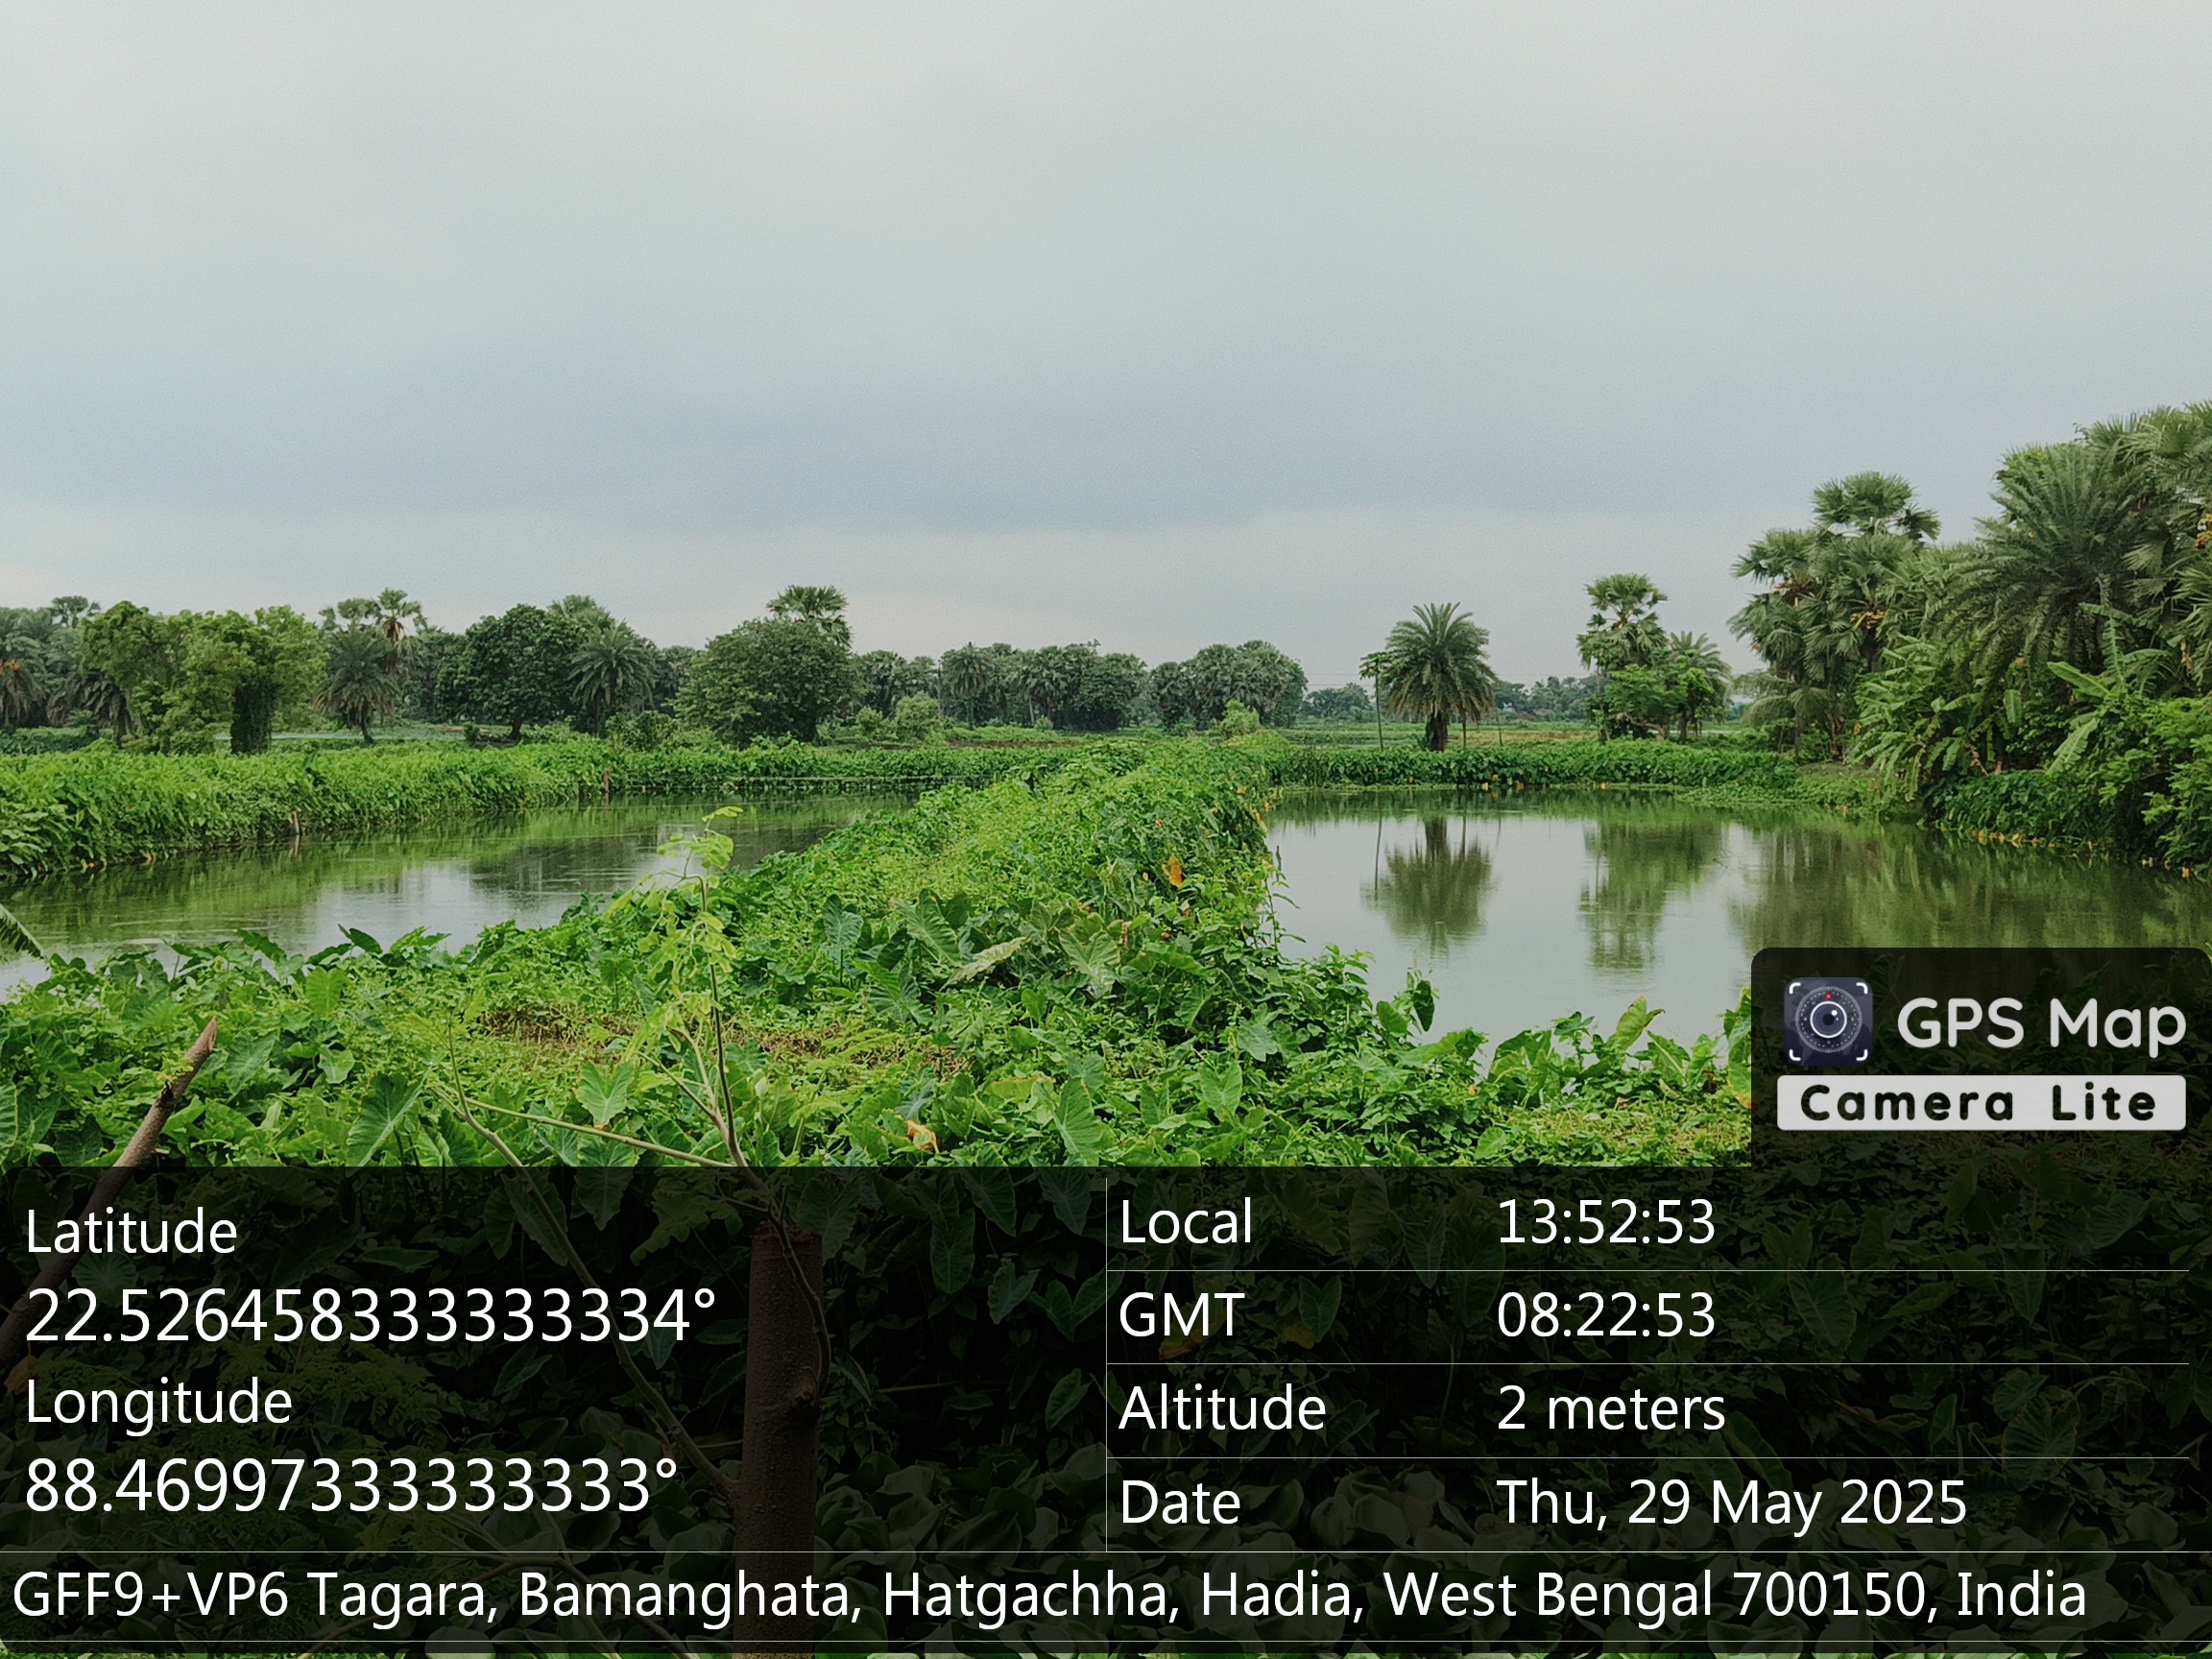 GPS Map
Camera Lite
Latitude
22.526458333333334°
Longitude
88.46997333333333°
Local 13:52:53
GMT 08:22:53
Altitude 2 meters
Date Thu, 29 May 2025
GFF9+VP6 Tagara, Bamanghata, Hatgachha, Hadia, West Bengal 700150, India